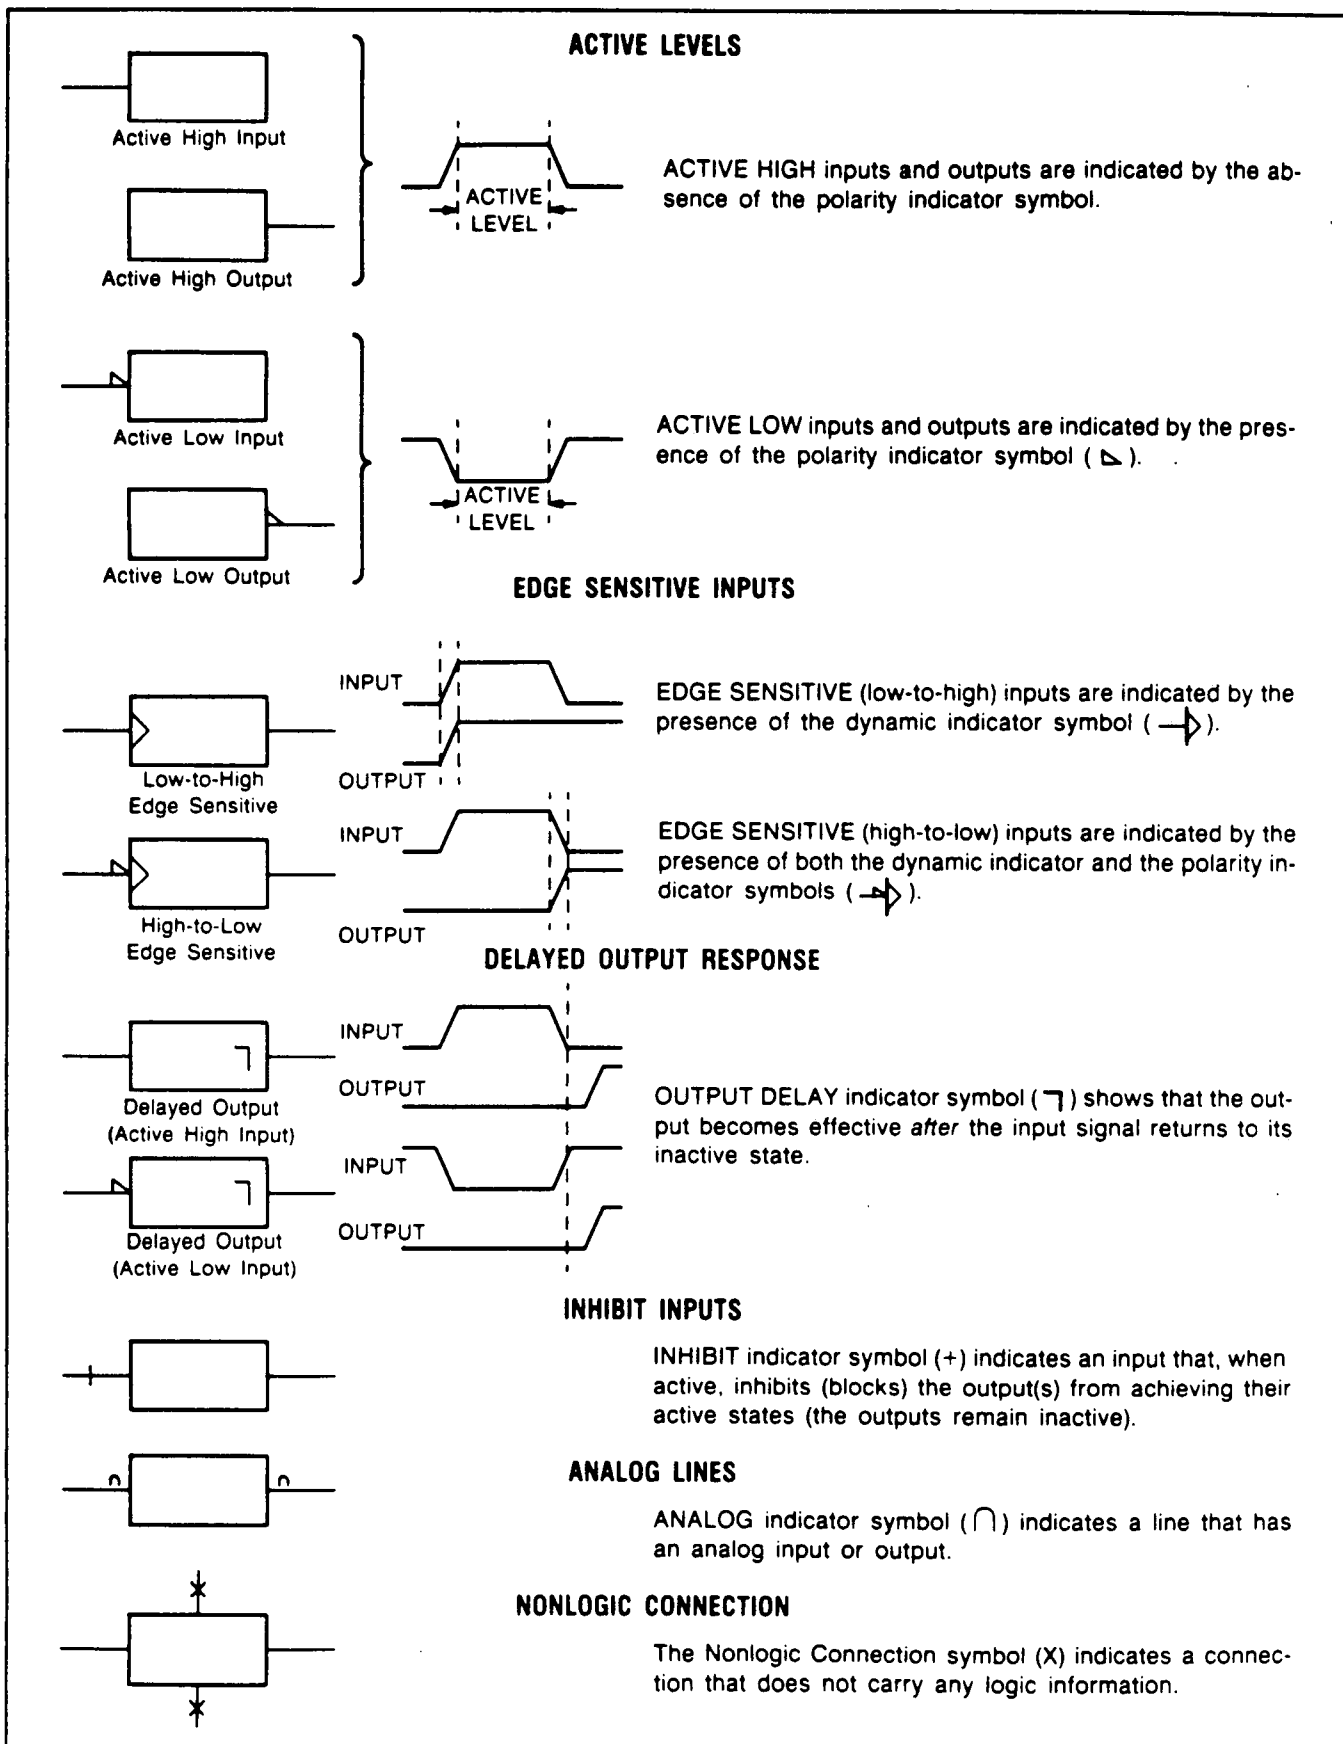 ACTIVE LEVELS
Active High Input
ACTIVE HIGH inputs and outputs are indicated by the ab-
sence of the polarity indicator symbol.
ACTIVE
LEVEL
Active High Output
Active Low Input
ACTIVE LOW inputs and outputs are indicated by the pres-
ence of the polarity indicator symbol ( ).
ACTIVE
LEVEL
Active Low Output
EDGE SENSITIVE INPUTS
INPUT
EDGE SENSITIVE (low-to-high) inputs are indicated by the
presence of the dynamic indicator symbol ( ).
OUTPUT
Low-to-High
Edge Sensitive
INPUT
EDGE SENSITIVE (high-to-low) inputs are indicated by the
presence of both the dynamic indicator and the polarity in-
dicator symbols ( ).
OUTPUT
High-to-Low
Edge Sensitive
DELAYED OUTPUT RESPONSE
INPUT
OUTPUT
Delayed Output
(Active High Input)
OUTPUT DELAY indicator symbol ( ) shows that the out-
put becomes effective after the input signal returns to its
inactive state.
INPUT
OUTPUT
Delayed Output
(Active Low Input)
INHIBIT INPUTS
INHIBIT indicator symbol (+) indicates an input that, when
active, inhibits (blocks) the output(s) from achieving their
active states (the outputs remain inactive).
ANALOG LINES
ANALOG indicator symbol (∩) indicates a line that has
an analog input or output.
NONLOGIC CONNECTION
The Nonlogic Connection symbol (X) indicates a connec-
tion that does not carry any logic information.